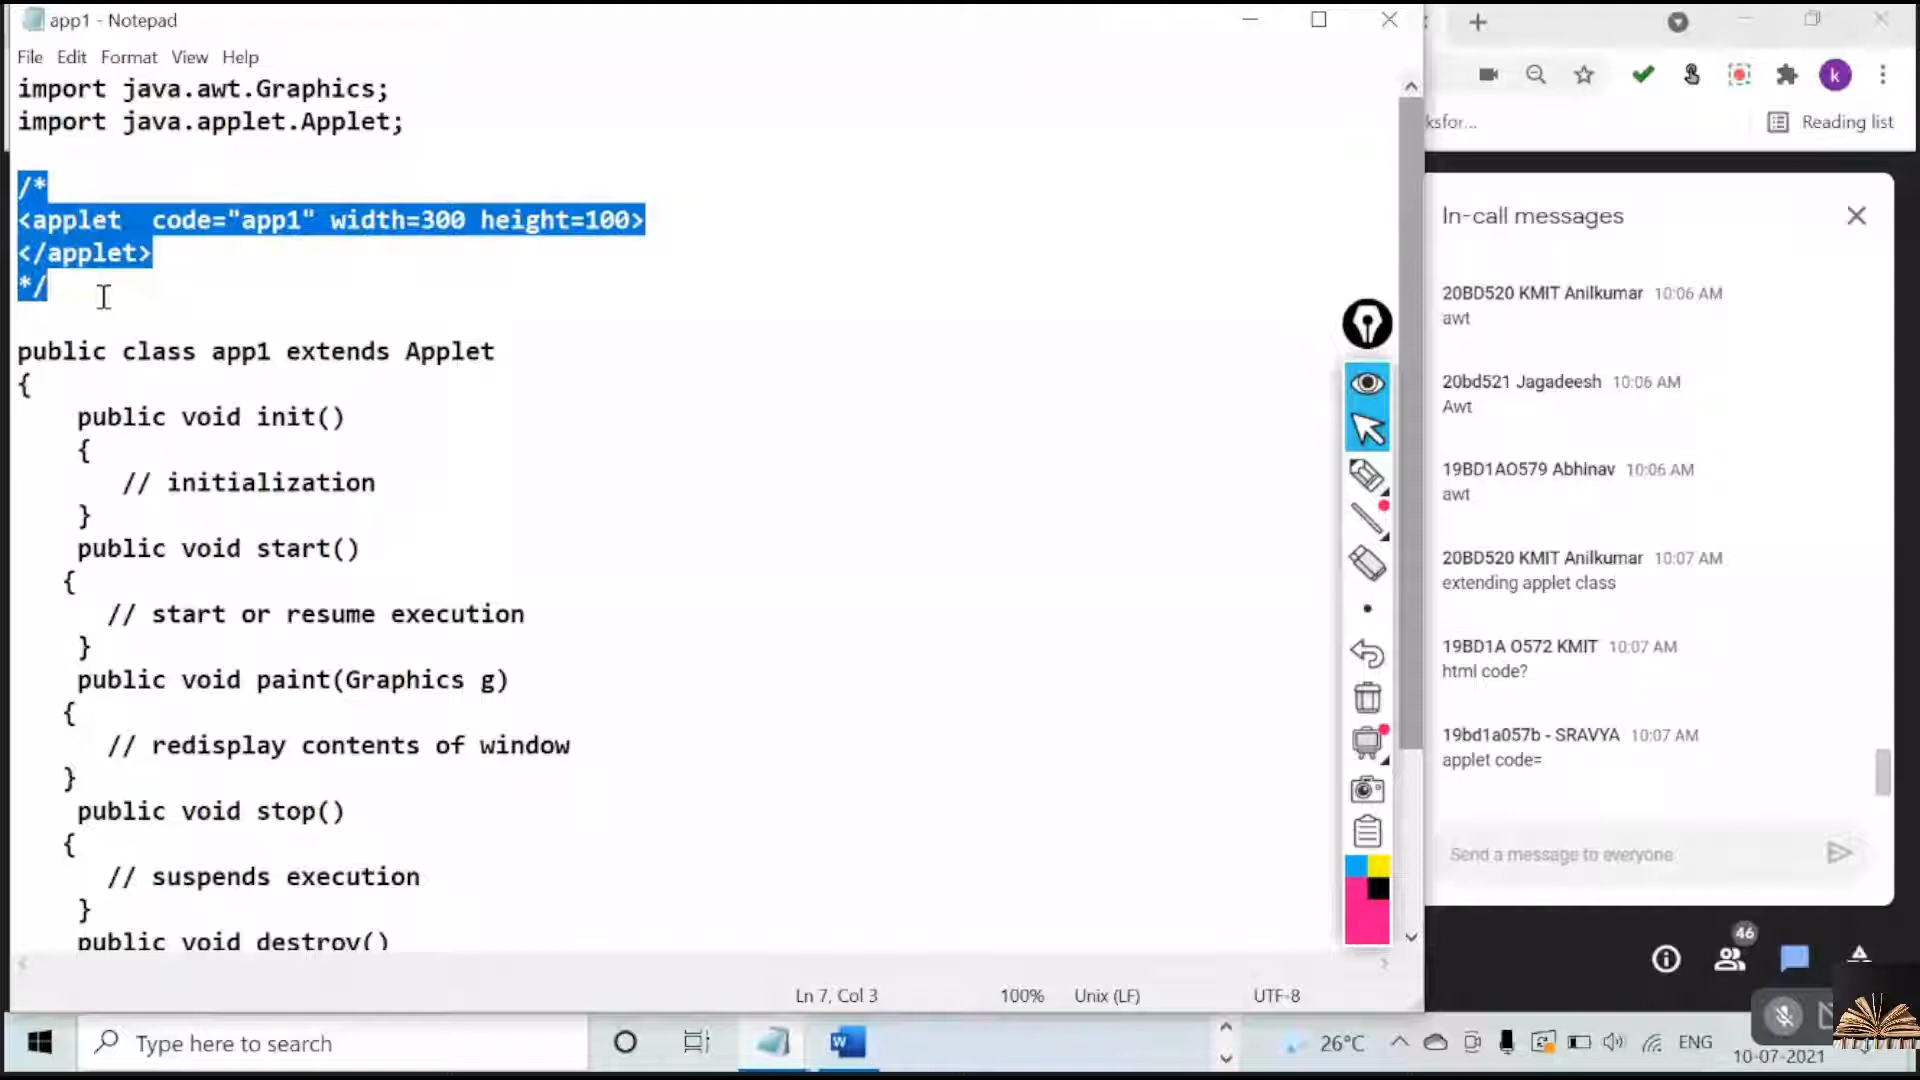 app1 - Notepad
File Edit Format View Help
import java.awt.Graphics;
import java.applet.Applet;
/*
<applet  code="app1" width=300 height=100>
</applet>
*/
public class app1 extends Applet
{
public void init()
{
// initialization
}
public void start()
{
// start or resume execution
}
public void paint(Graphics g)
{
// redisplay contents of window
}
public void stop()
{
// suspends execution
}
public void destroy()
Ln 7, Col 3
100%
Unix (LF)
UTF-8
k
ksfor...
Reading list
In-call messages
20BD520 KMIT Anilkumar 10:06 AM
awt
20bd521 Jagadeesh 10:06 AM
Awt
19BD1AO579 Abhinav 10:06 AM
awt
20BD520 KMIT Anilkumar 10:07 AM
extending applet class
19BD1A 0572 KMIT 10:07 AM
html code?
19bd1a057b - SRAVYA 10:07 AM
applet code=
Send a message to everyone
46
Type here to search
W
26°C
ENG
10-07-2021